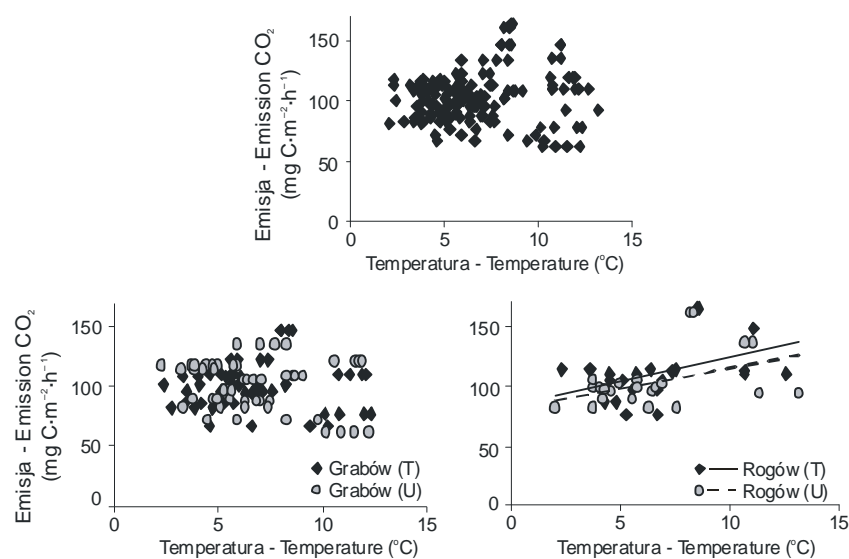 Emisja - Emission CO₂
(mg C·m⁻²·h⁻¹)
150
100
50
0
0 5 10 15
Temperatura - Temperature (°C)
Emisja - Emission CO₂
(mg C·m⁻²·h⁻¹)
150
100
50
0
Grabów (T)
Grabów (U)
0 5 10 15
Temperatura - Temperature (°C)
150
100
50
0
Rogów (T)
Rogów (U)
0 5 10 15
Temperatura - Temperature (°C)